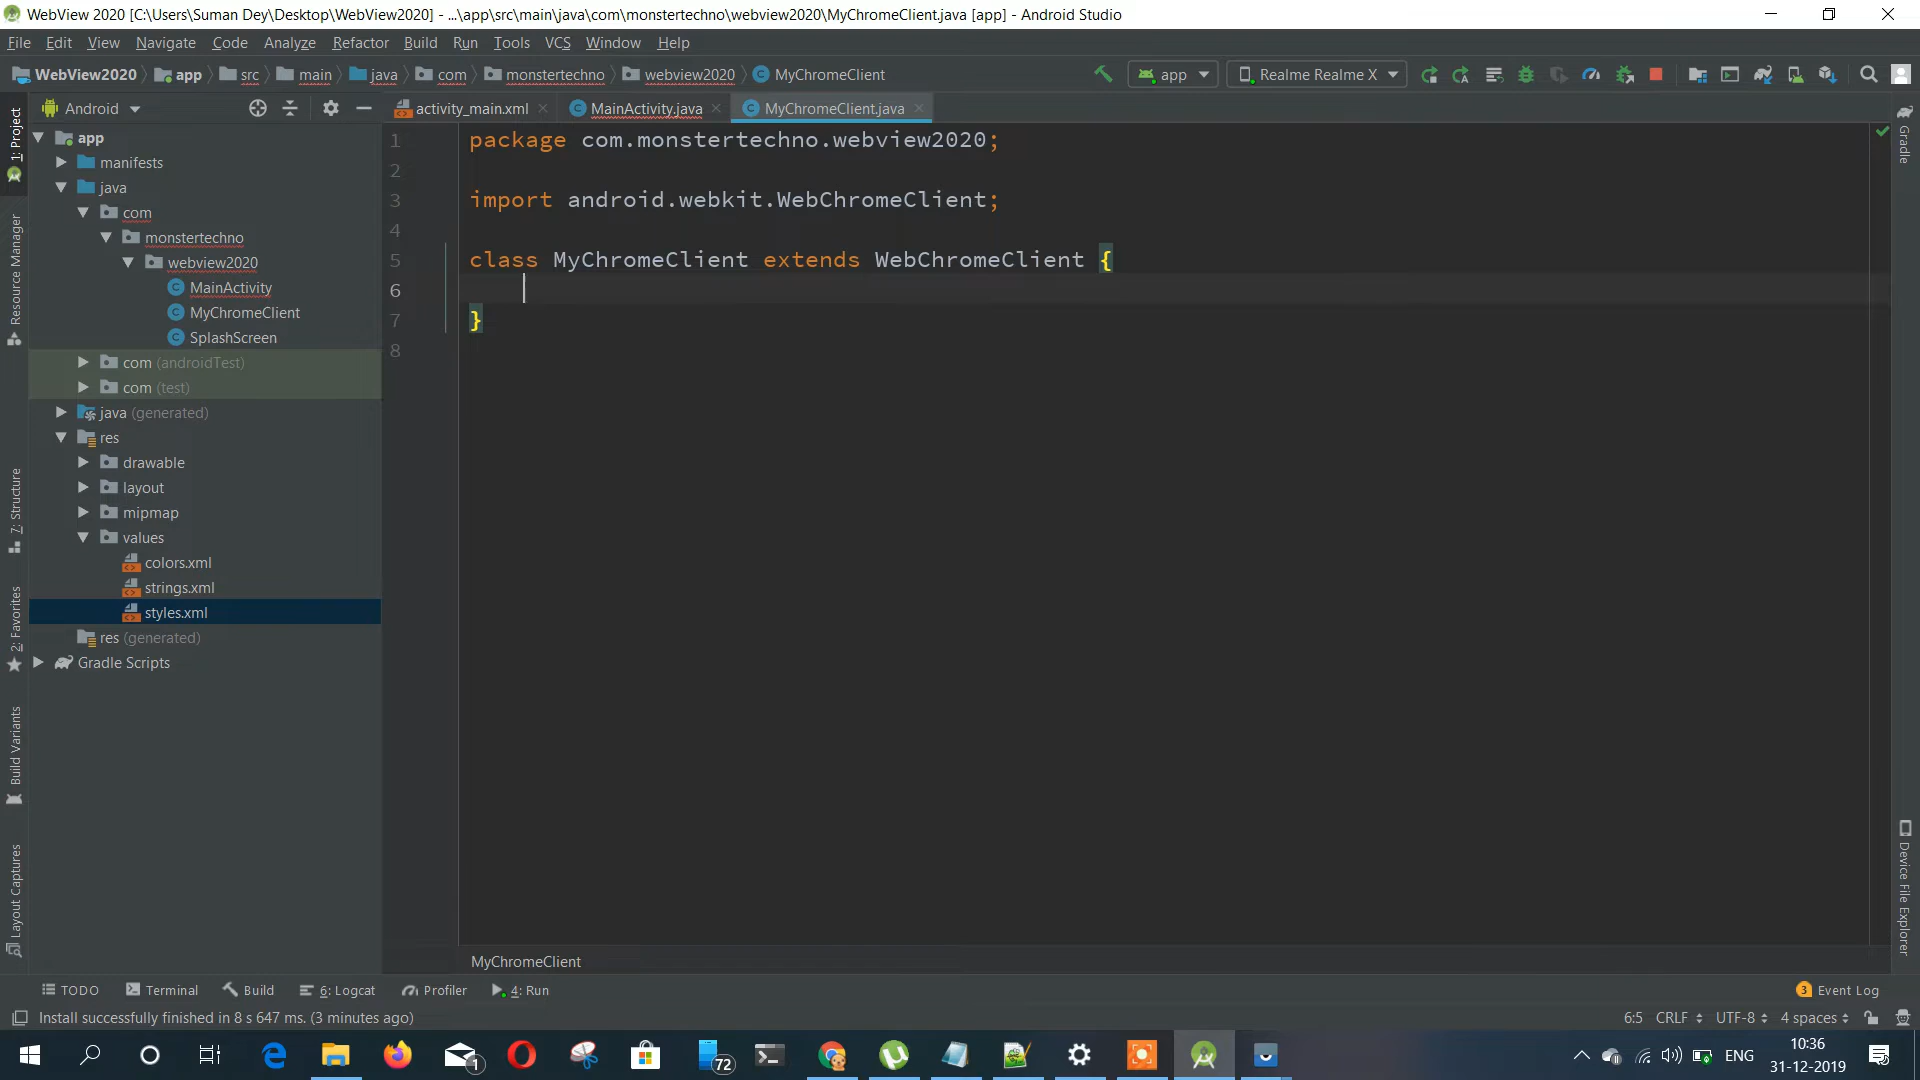 WebView 2020 [C:\Users\Suman Dey\Desktop\WebView2020] - ...\app\src\main\java\com\monstertechno\webview2020\MyChromeClient.java [app] - Android Studio
File Edit View Navigate Code Analyze Refactor Build Run Tools VCS Window Help
WebView2020 app src main java com monstertechno webview2020 MyChromeClient app Realme Realme X
Android activity_main.xml MainActivity.java MyChromeClient.java
1: Project
Resource Manager
7: Structure
2: Favorites
Build Variants
Layout Captures
app
manifests
java
com
monstertechno
webview2020
MainActivity
MyChromeClient
SplashScreen
com (androidTest)
com (test)
java (generated)
res
drawable
layout
mipmap
values
colors.xml
strings.xml
styles.xml
res (generated)
Gradle Scripts
1 package com.monstertechno.webview2020;
2
3 import android.webkit.WebChromeClient;
4
5 class MyChromeClient extends WebChromeClient {
6
7 }
8
MyChromeClient
Gradle
Device File Explorer
TODO Terminal Build 6: Logcat Profiler 4: Run 3 Event Log
Install successfully finished in 8 s 647 ms. (3 minutes ago) 6:5 CRLF UTF-8 4 spaces
1 72 ENG 10:36
31-12-2019